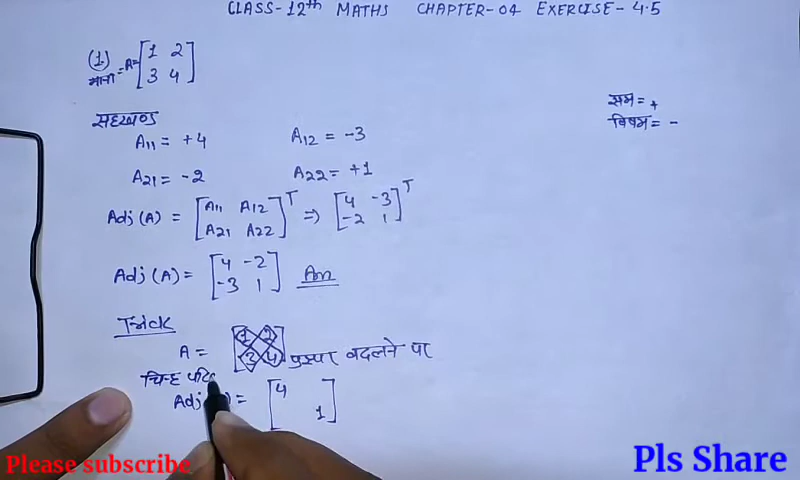 CLASS-12th MATHS CHAPTER-04 EXERCISE-4.5
(1) माना = A = [1 2
3 4]
सम = +
विषम = -
सहखण्ड
A11 = +4 A12 = -3
A21 = -2 A22 = +1
Adj(A) = [A11 A12 ]T => [4 -3]T
[A21 A22] [-2 1]
Adj(A) = [4 -2
-3 1] Ans
Trick
A = [1 2
3 4] परस्पर बदलने पर
चिन्ह
Adj = [4
1]
Please subscribe
Pls Share